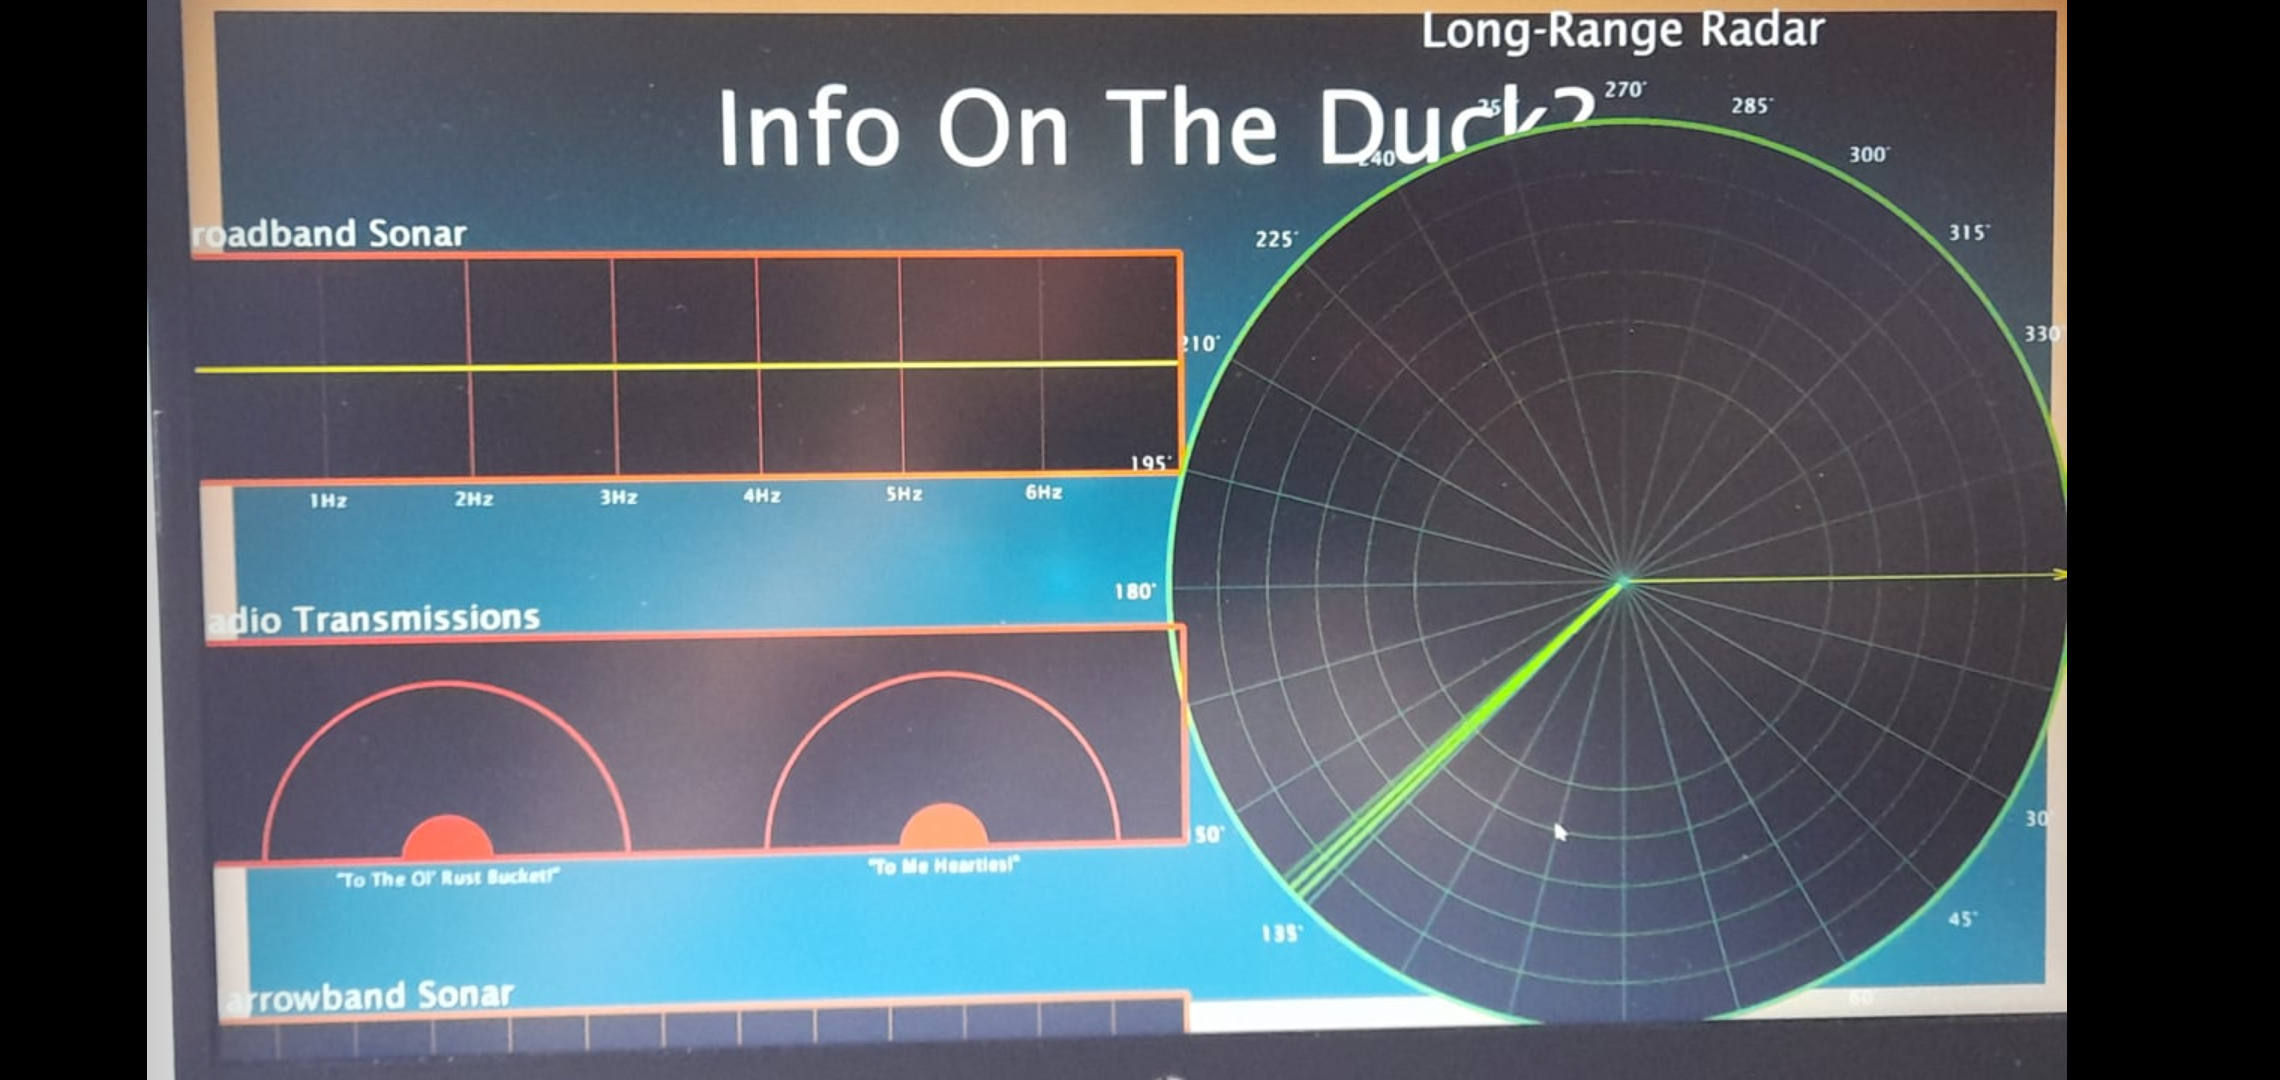 Long-Range Radar
Info On The Duck?
270°
285°
240
300°
roadband Sonar
225°
315°
210°
330°
195°
1Hz 2Hz 3Hz 4Hz 5Hz 6Hz
180°
adio Transmissions
50°
30°
"To The Ol' Rust Bucket!"
"To Me Hearties!"
135°
45°
arrowband Sonar
60°